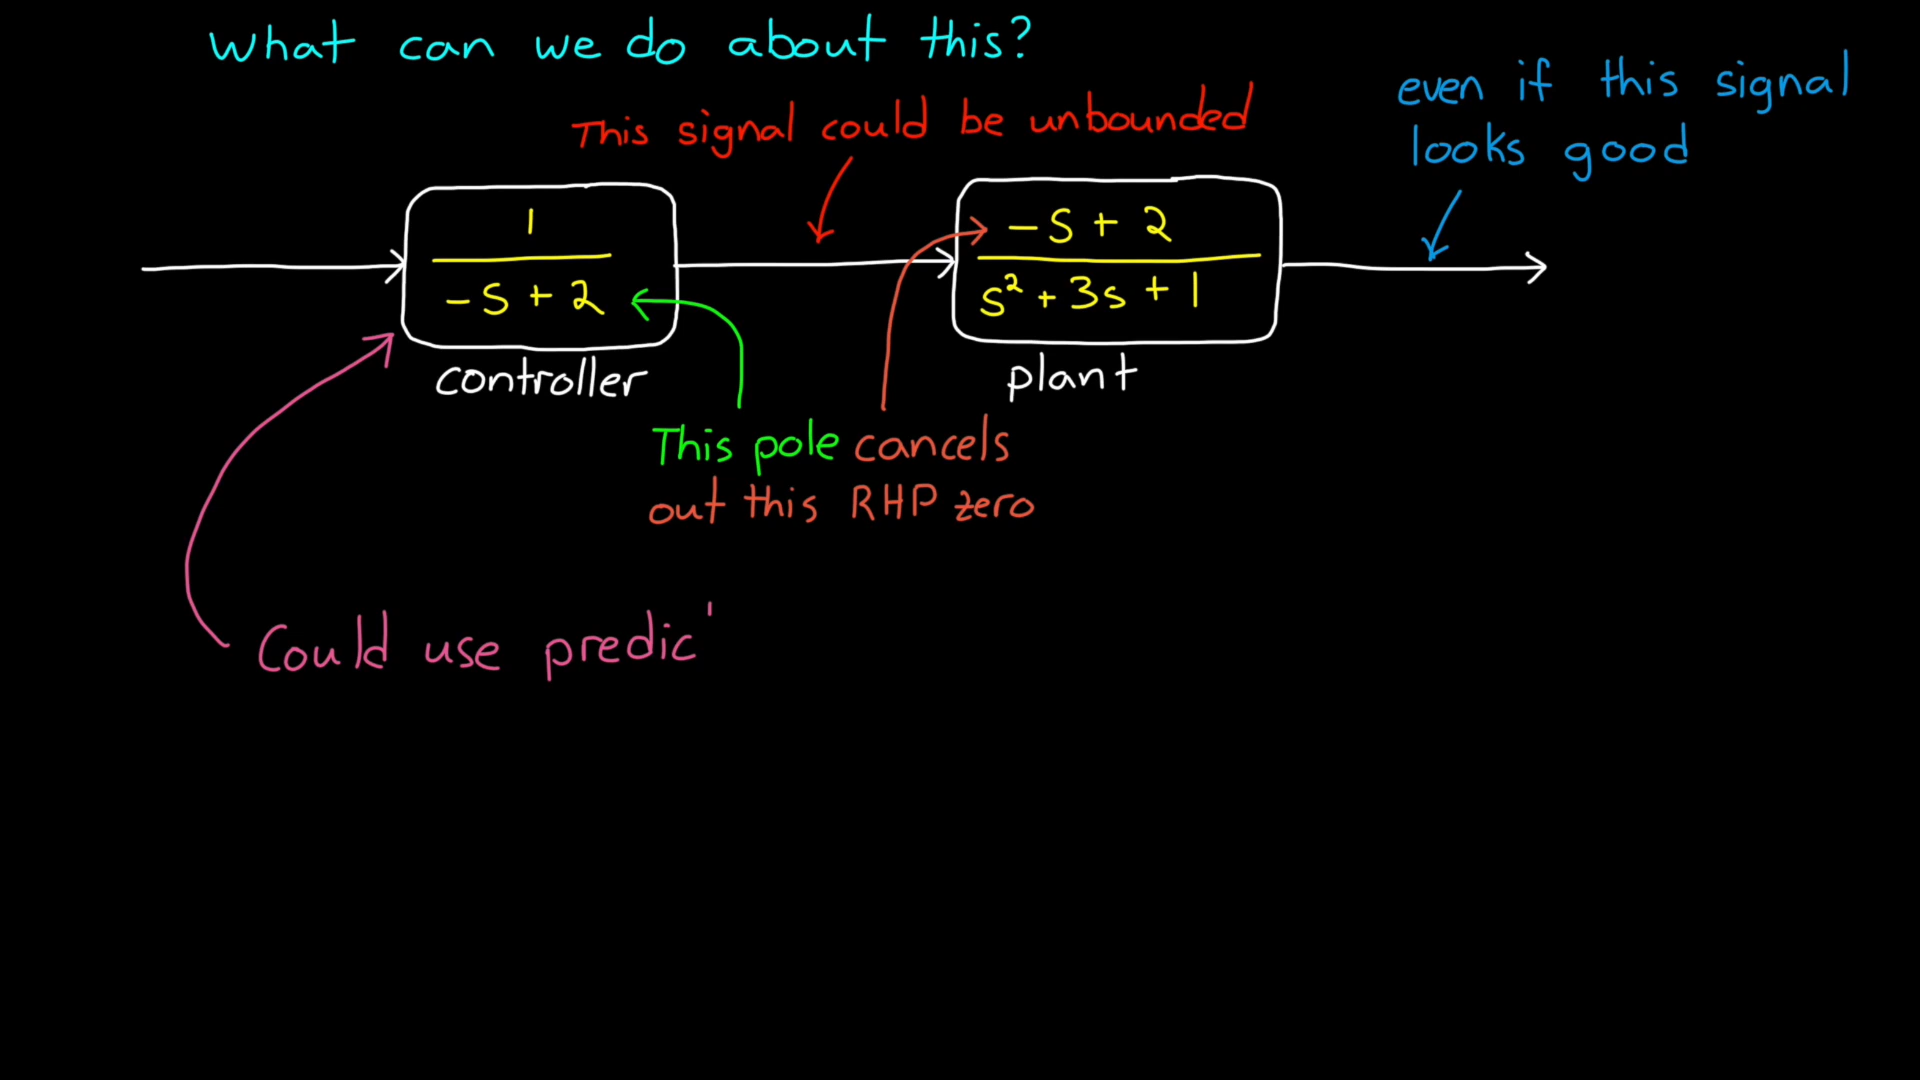 What can we do about this?
even if this signal
looks good
This signal could be unbounded
1
-s + 2
controller
-s + 2
s² + 3s + 1
plant
This pole cancels
out this RHP zero
Could use predic